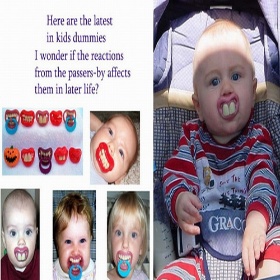 Here are the latest
in kids dummies
I wonder if the reactions
from the passers-by affects
them in later life?
GRAC